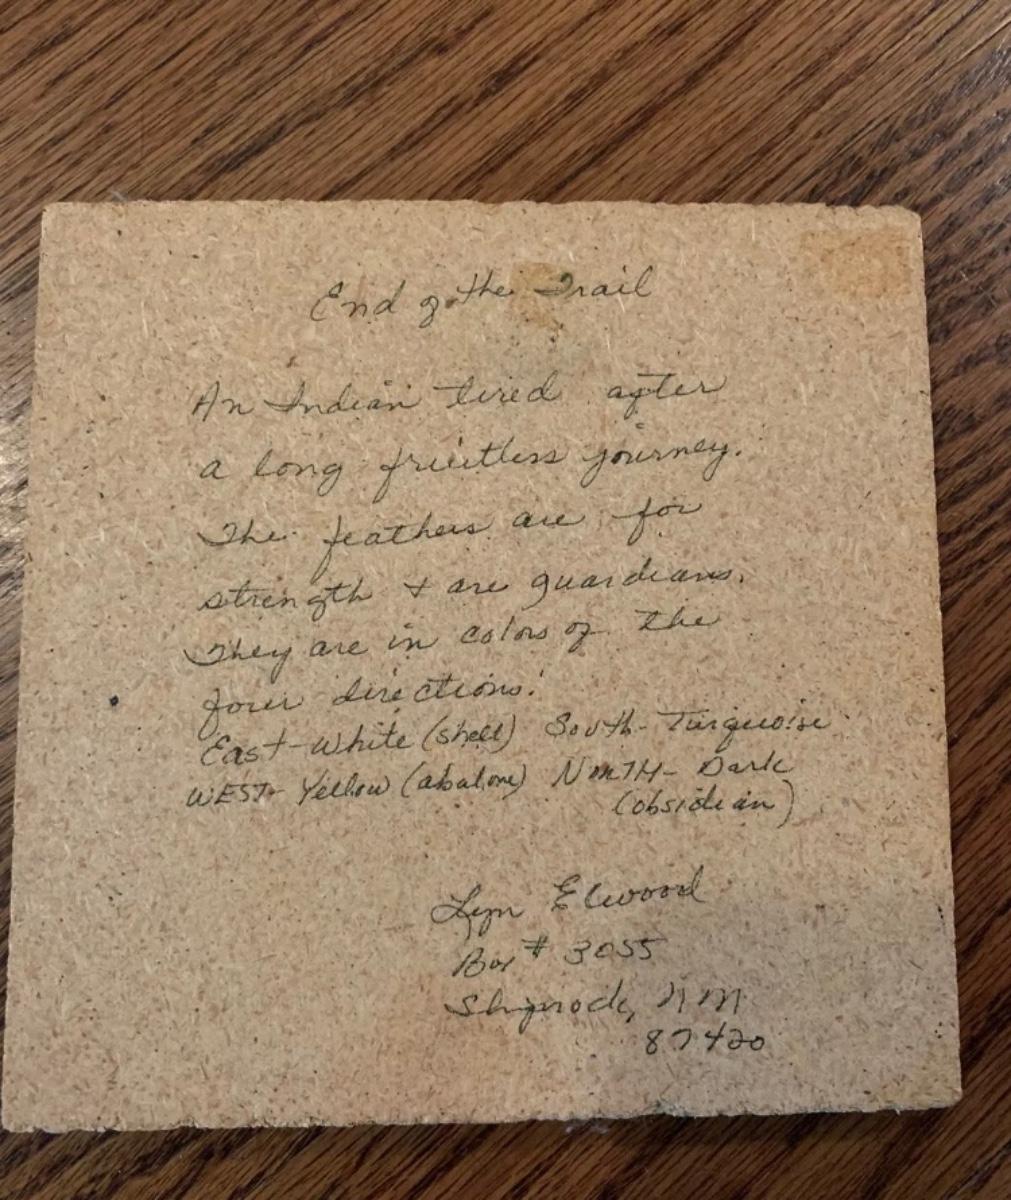 End of the Trail
An Indian tired after
a long fruitless journey.
The feathers are for
strength + are guardians.
They are in colors of the
four directions.
East - White (shell) South - Turquoise
WEST - Yellow (abalone) NORTH - Dark
(obsidian)
Lyn Elwood
Box # 3055
Shiprock, NM
87420